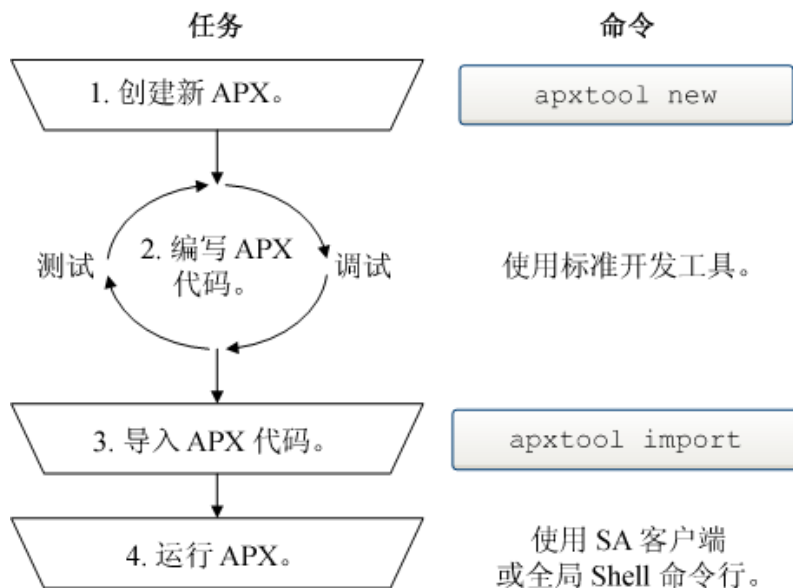 任务 命令
1. 创建新 APX。 apxtool new
2. 编写 APX
测试 代码。 调试 使用标准开发工具。
3. 导入 APX 代码。 apxtool import
4. 运行 APX。 使用 SA 客户端
或全局 Shell 命令行。